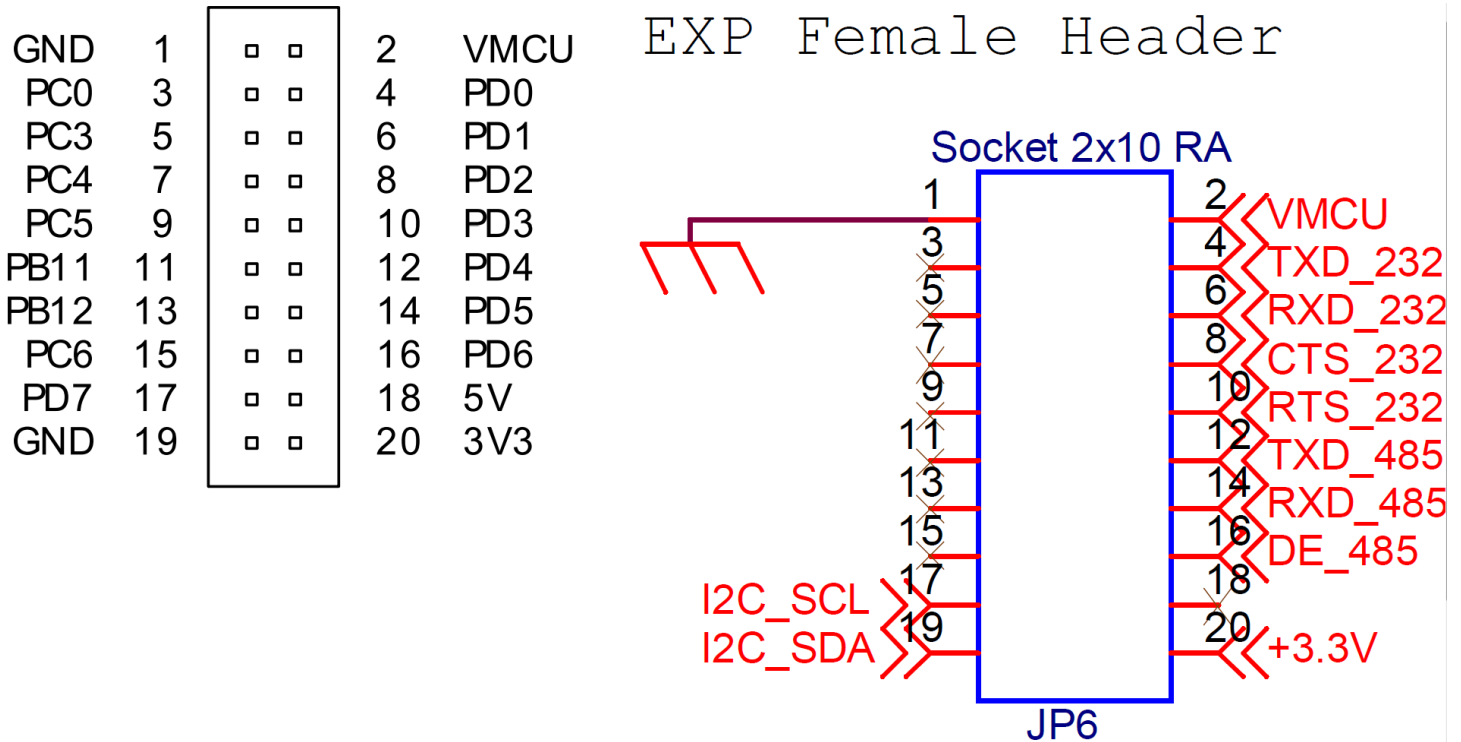 GND 1 2 VMCU
PC0 3 4 PD0
PC3 5 6 PD1
PC4 7 8 PD2
PC5 9 10 PD3
PB11 11 12 PD4
PB12 13 14 PD5
PC6 15 16 PD6
PD7 17 18 5V
GND 19 20 3V3
EXP Female Header
Socket 2x10 RA
1 2 VMCU
3 4 TXD_232
5 6 RXD_232
7 8 CTS_232
9 10 RTS_232
11 12 TXD_485
13 14 RXD_485
15 16 DE_485
I2C_SCL 17 18
I2C_SDA 19 20 +3.3V
JP6